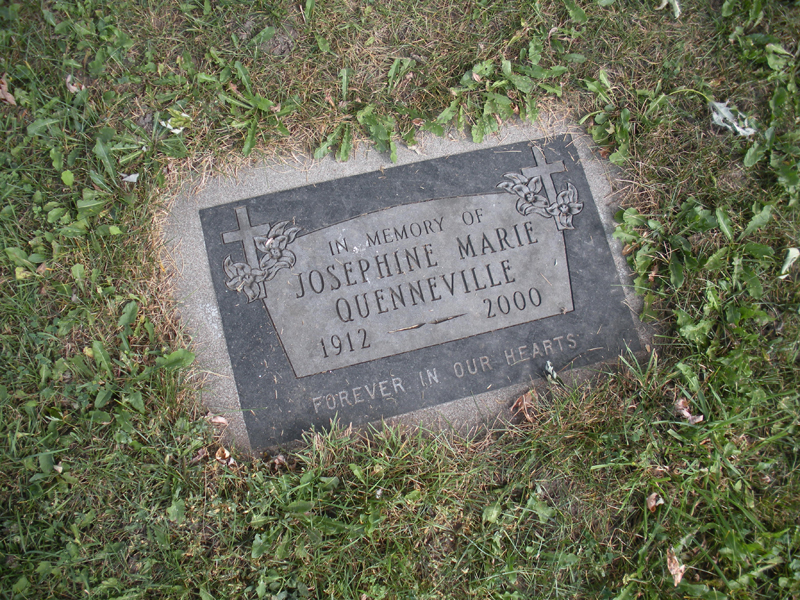 IN MEMORY OF
JOSEPHINE MARIE
QUENNEVILLE
1912 — 2000
FOREVER IN OUR HEARTS